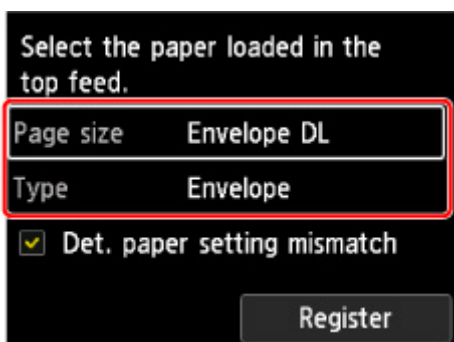 Select the paper loaded in the
top feed.
Page size Envelope DL
Type Envelope
Det. paper setting mismatch
Register